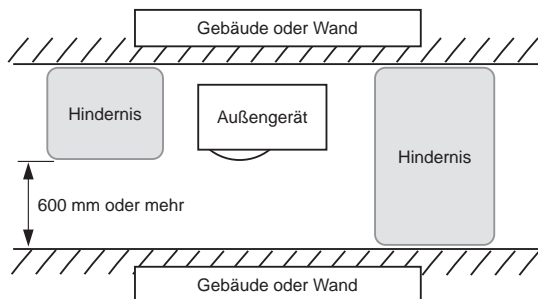 Gebäude oder Wand
Hindernis
Außengerät
Hindernis
600 mm oder mehr
Gebäude oder Wand